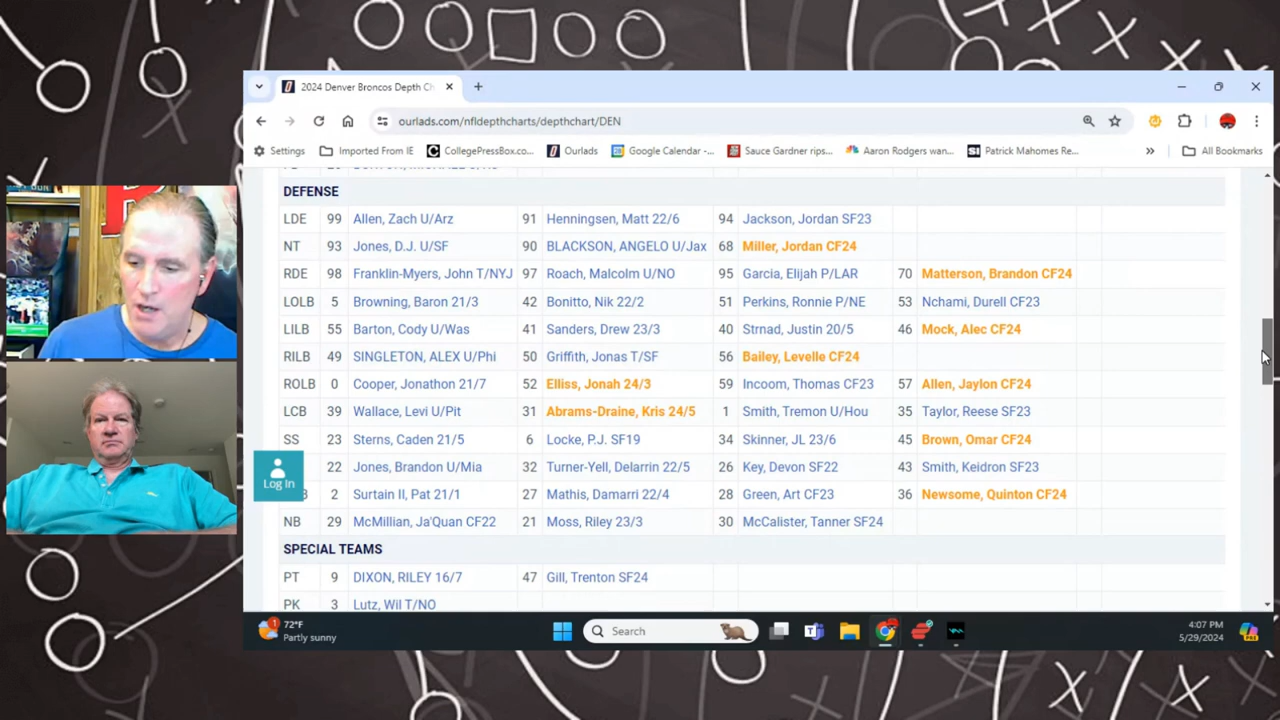 2024 Denver Broncos Depth Ch
ourlads.com/nfldepthcharts/depthchart/DEN
Settings Imported From IE CollegePressBox.co... Ourlads Google Calendar -... Sauce Gardner rips... Aaron Rodgers wan... Patrick Mahomes Re... » All Bookmarks
DEFENSE
LDE 99 Allen, Zach U/Arz 91 Henningsen, Matt 22/6 94 Jackson, Jordan SF23
NT 93 Jones, D.J. U/SF 90 BLACKSON, ANGELO U/Jax 68 Miller, Jordan CF24
RDE 98 Franklin-Myers, John T/NYJ 97 Roach, Malcolm U/NO 95 Garcia, Elijah P/LAR 70 Matterson, Brandon CF24
LOLB 5 Browning, Baron 21/3 42 Bonitto, Nik 22/2 51 Perkins, Ronnie P/NE 53 Nchami, Durell CF23
LILB 55 Barton, Cody U/Was 41 Sanders, Drew 23/3 40 Strnad, Justin 20/5 46 Mock, Alec CF24
RILB 49 SINGLETON, ALEX U/Phi 50 Griffith, Jonas T/SF 56 Bailey, Levelle CF24
ROLB 0 Cooper, Jonathon 21/7 52 Elliss, Jonah 24/3 59 Incoom, Thomas CF23 57 Allen, Jaylon CF24
LCB 39 Wallace, Levi U/Pit 31 Abrams-Draine, Kris 24/5 1 Smith, Tremon U/Hou 35 Taylor, Reese SF23
SS 23 Sterns, Caden 21/5 6 Locke, P.J. SF19 34 Skinner, JL 23/6 45 Brown, Omar CF24
22 Jones, Brandon U/Mia 32 Turner-Yell, Delarrin 22/5 26 Key, Devon SF22 43 Smith, Keidron SF23
Log In
2 Surtain II, Pat 21/1 27 Mathis, Damarri 22/4 28 Green, Art CF23 36 Newsome, Quinton CF24
NB 29 McMillian, Ja'Quan CF22 21 Moss, Riley 23/3 30 McCalister, Tanner SF24
SPECIAL TEAMS
PT 9 DIXON, RILEY 16/7 47 Gill, Trenton SF24
PK 3 Lutz, Wil T/NO
1 72°F
Partly sunny
Search
4:07 PM
5/29/2024